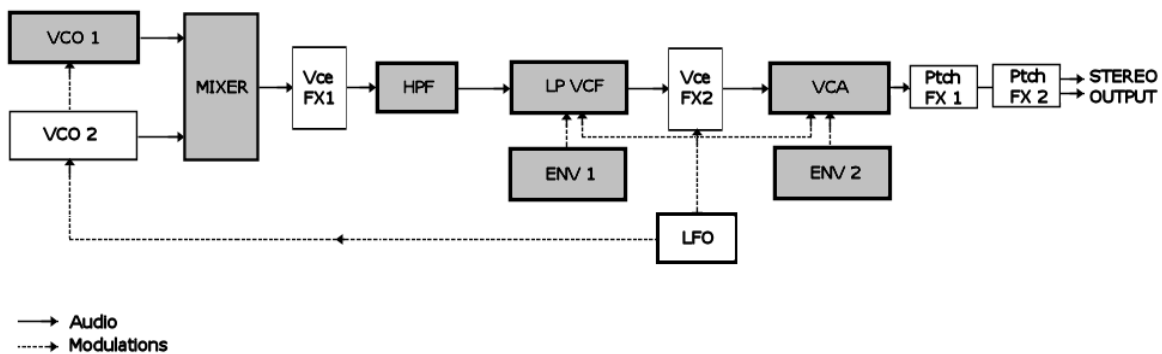 VCO 1
MIXER
Vce
FX1
HPF
LP VCF
Vce
FX2
VCA
Ptch
FX 1
Ptch
FX 2
STEREO
OUTPUT
VCO 2
ENV 1
ENV 2
LFO
Audio
Modulations